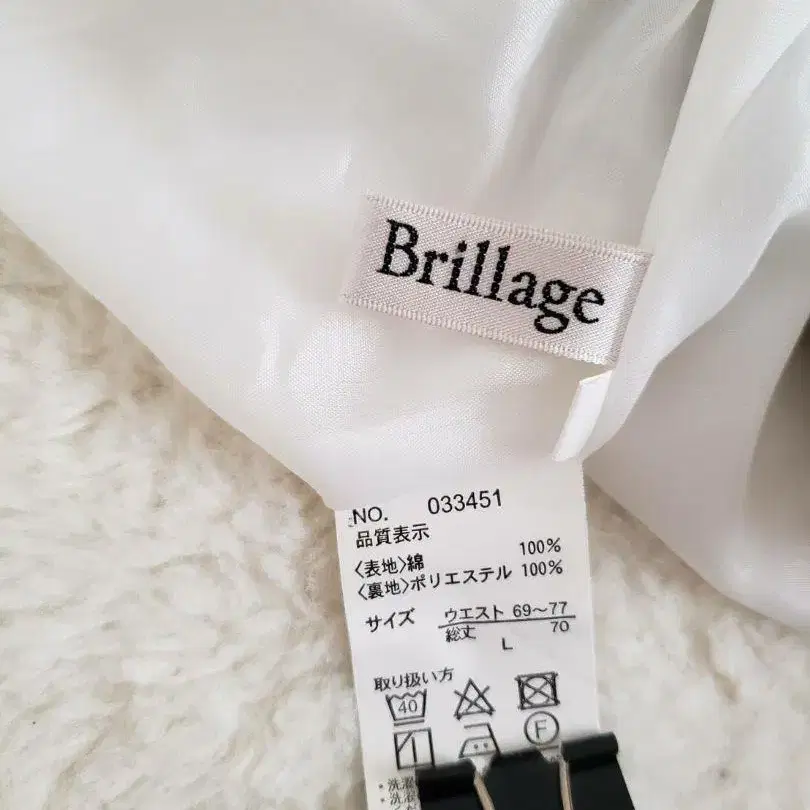 Brillage
NO. 033451
品質表示
〈表地〉綿 100%
〈裏地〉ポリエステル 100%
サイズ ウエスト 69〜77
総丈 70
L
取り扱い方
40
F